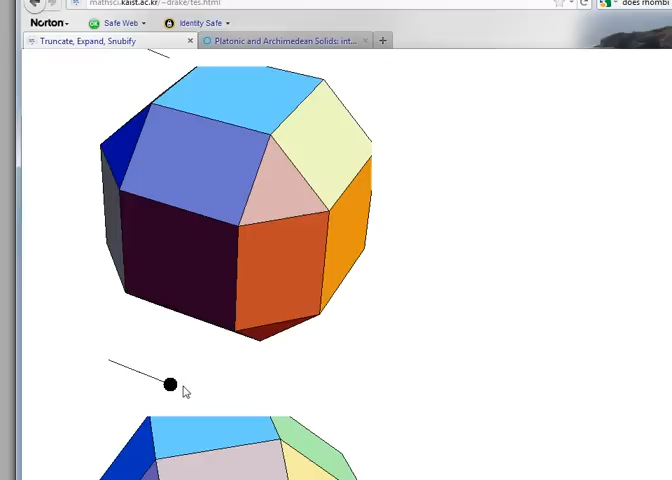 mathsci.kaist.ac.kr/~drake/tes.html
does rhombi
Norton
OK Safe Web
Identity Safe
Truncate, Expand, Snubify
Platonic and Archimedean Solids: int...